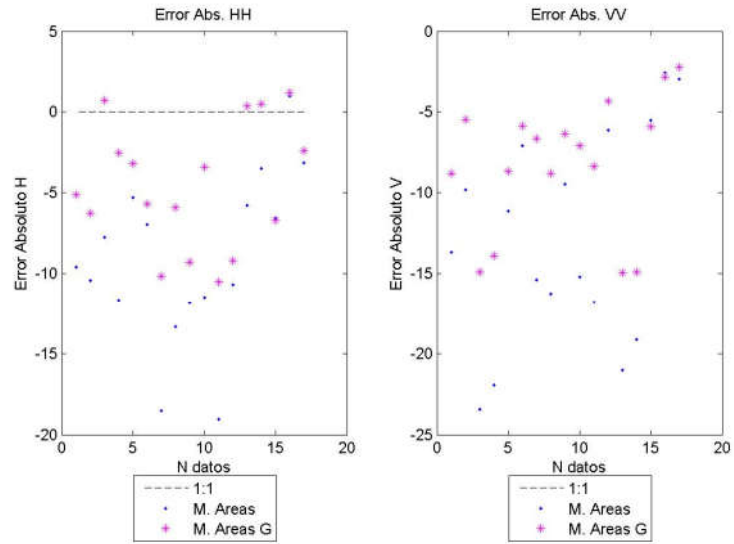 Error Abs. HH
Error Absoluto H
5
0
-5
-10
-15
-20
0
5
10
15
20
N datos
1:1
M. Areas
M. Areas G
Error Abs. VV
Error Absoluto V
0
-5
-10
-15
-20
-25
0
5
10
15
20
N datos
1:1
M. Areas
M. Areas G